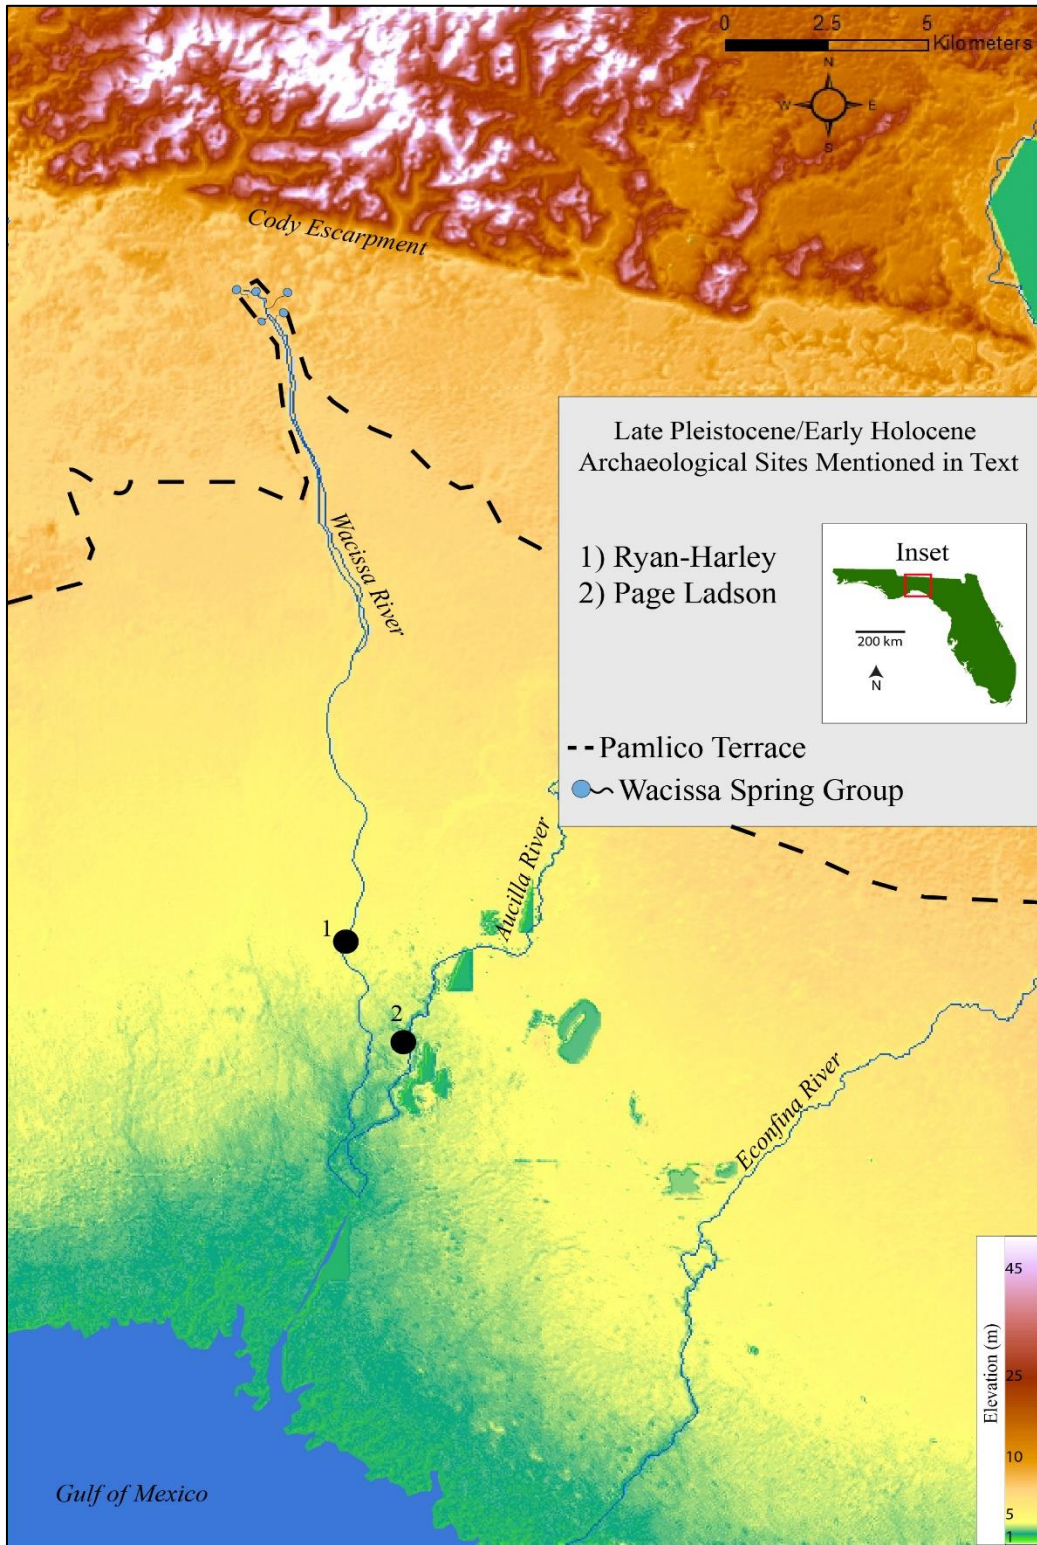 0 2.5 5
Kilometers
N
W E
S
Cody Escarpment
Late Pleistocene/Early Holocene
Archaeological Sites Mentioned in Text
1) Ryan-Harley
2) Page Ladson
Inset
200 km
N
Pamlico Terrace
Wacissa Spring Group
Wacissa River
Aucilla River
1
2
Econfina River
Gulf of Mexico
Elevation (m)
45
25
10
5
1